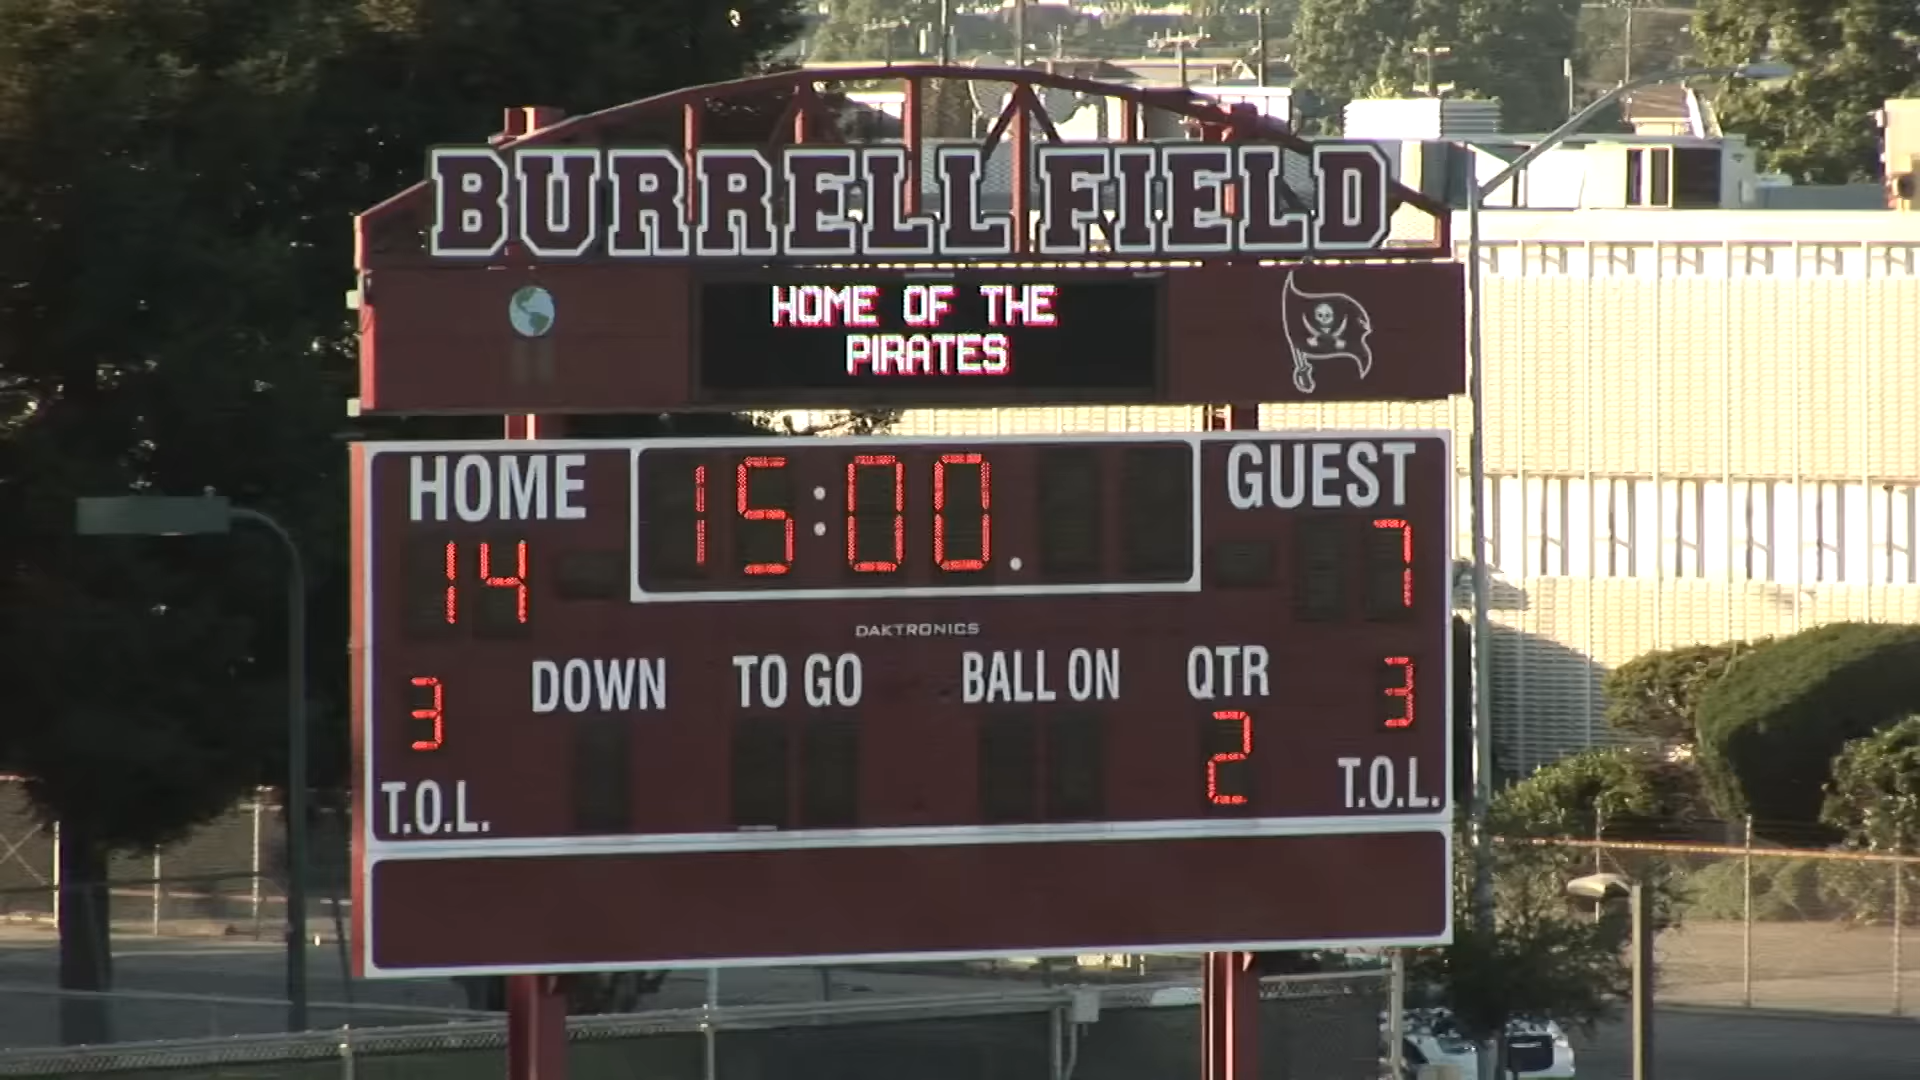 BURRELL FIELD
HOME OF THE
PIRATES
HOME
15:00.
GUEST
14
7
DAKTRONICS
DOWN
TO GO
BALL ON
QTR
3
3
2
T.O.L.
T.O.L.